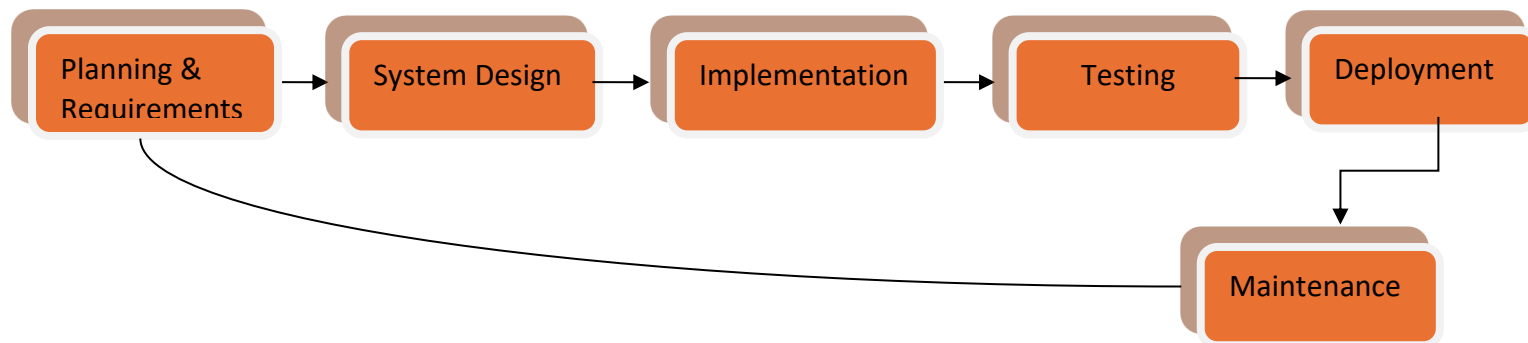 Planning &
Requirements
System Design
Implementation
Testing
Deployment
Maintenance